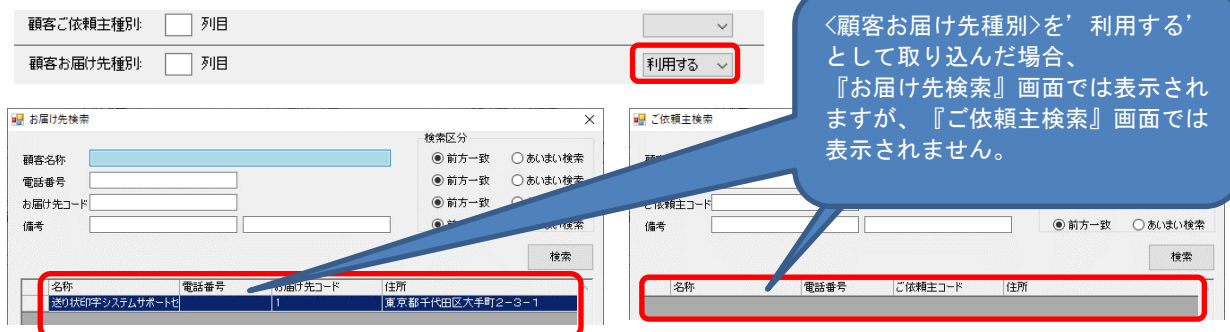 顧客ご依頼主種別: 列目
顧客お届け先種別: 列目 利用する
<顧客お届け先種別>を’利用する’
として取り込んだ場合、
『お届け先検索』画面では表示され
ますが、『ご依頼主検索』画面では
表示されません。
お届け先検索
検索区分
顧客名称 前方一致 あいまい検索
電話番号 前方一致 あいまい検索
お届け先コード 前方一致
備考
検索
名称 電話番号 お届け先コード 住所
送り状印字システムサポートセ 1 東京都千代田区大手町2-3-1
ご依頼主検索
ご依頼主コード
備考 前方一致 あいまい検索
検索
名称 電話番号 ご依頼主コード 住所